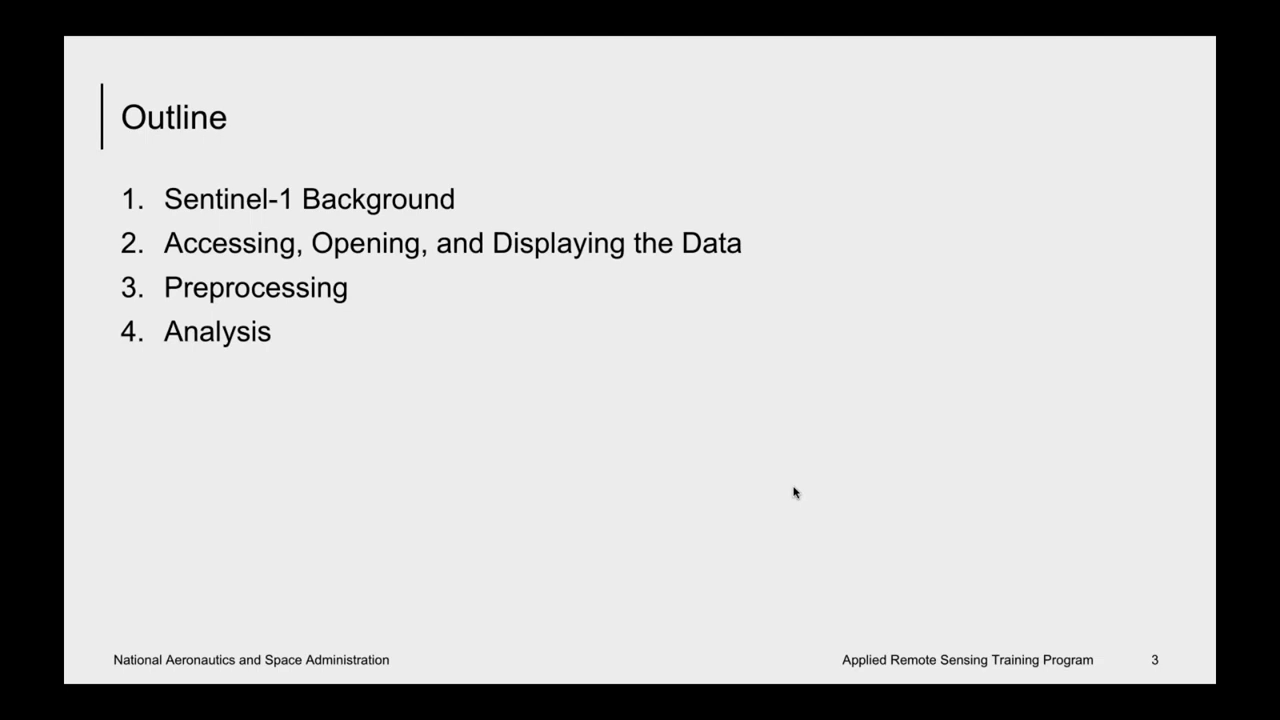 Outline
1. Sentinel-1 Background
2. Accessing, Opening, and Displaying the Data
3. Preprocessing
4. Analysis
National Aeronautics and Space Administration
Applied Remote Sensing Training Program
3